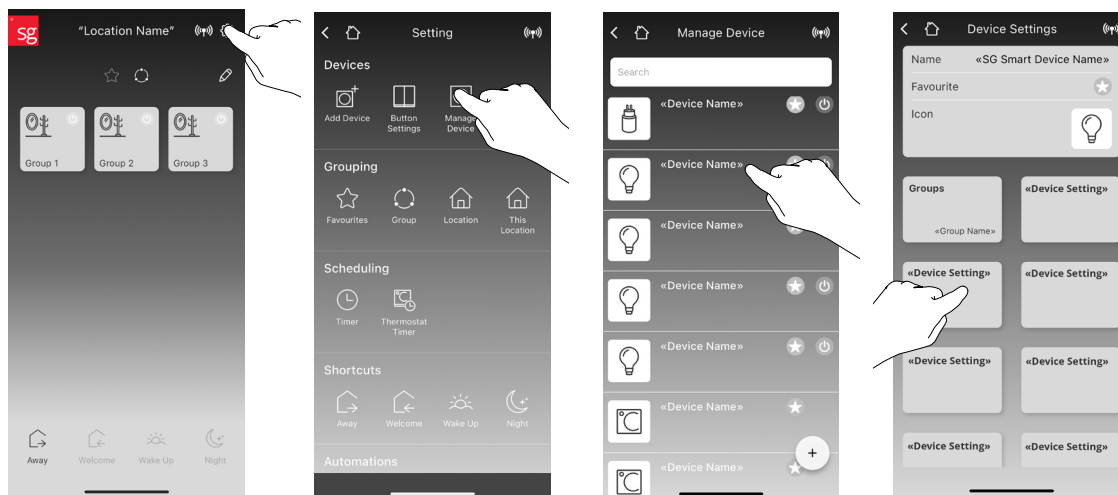 sg
"Location Name"
Group 1
Group 2
Group 3
Away
Welcome
Wake Up
Night
Setting
Devices
Add Device
Button
Settings
Manage
Device
Grouping
Favourites
Group
Location
This
Location
Scheduling
Timer
Thermostat
Timer
Shortcuts
Away
Welcome
Wake Up
Night
Automations
Manage Device
Search
«Device Name»
«Device Name»
«Device Name»
«Device Name»
«Device Name»
°C
«Device Name»
+
°C
«Device Name»
Device Settings
Name «SG Smart Device Name»
Favourite
Icon
Groups
«Group Name»
«Device Setting»
«Device Setting»
«Device Setting»
«Device Setting»
«Device Setting»
«Device Setting»
«Device Setting»